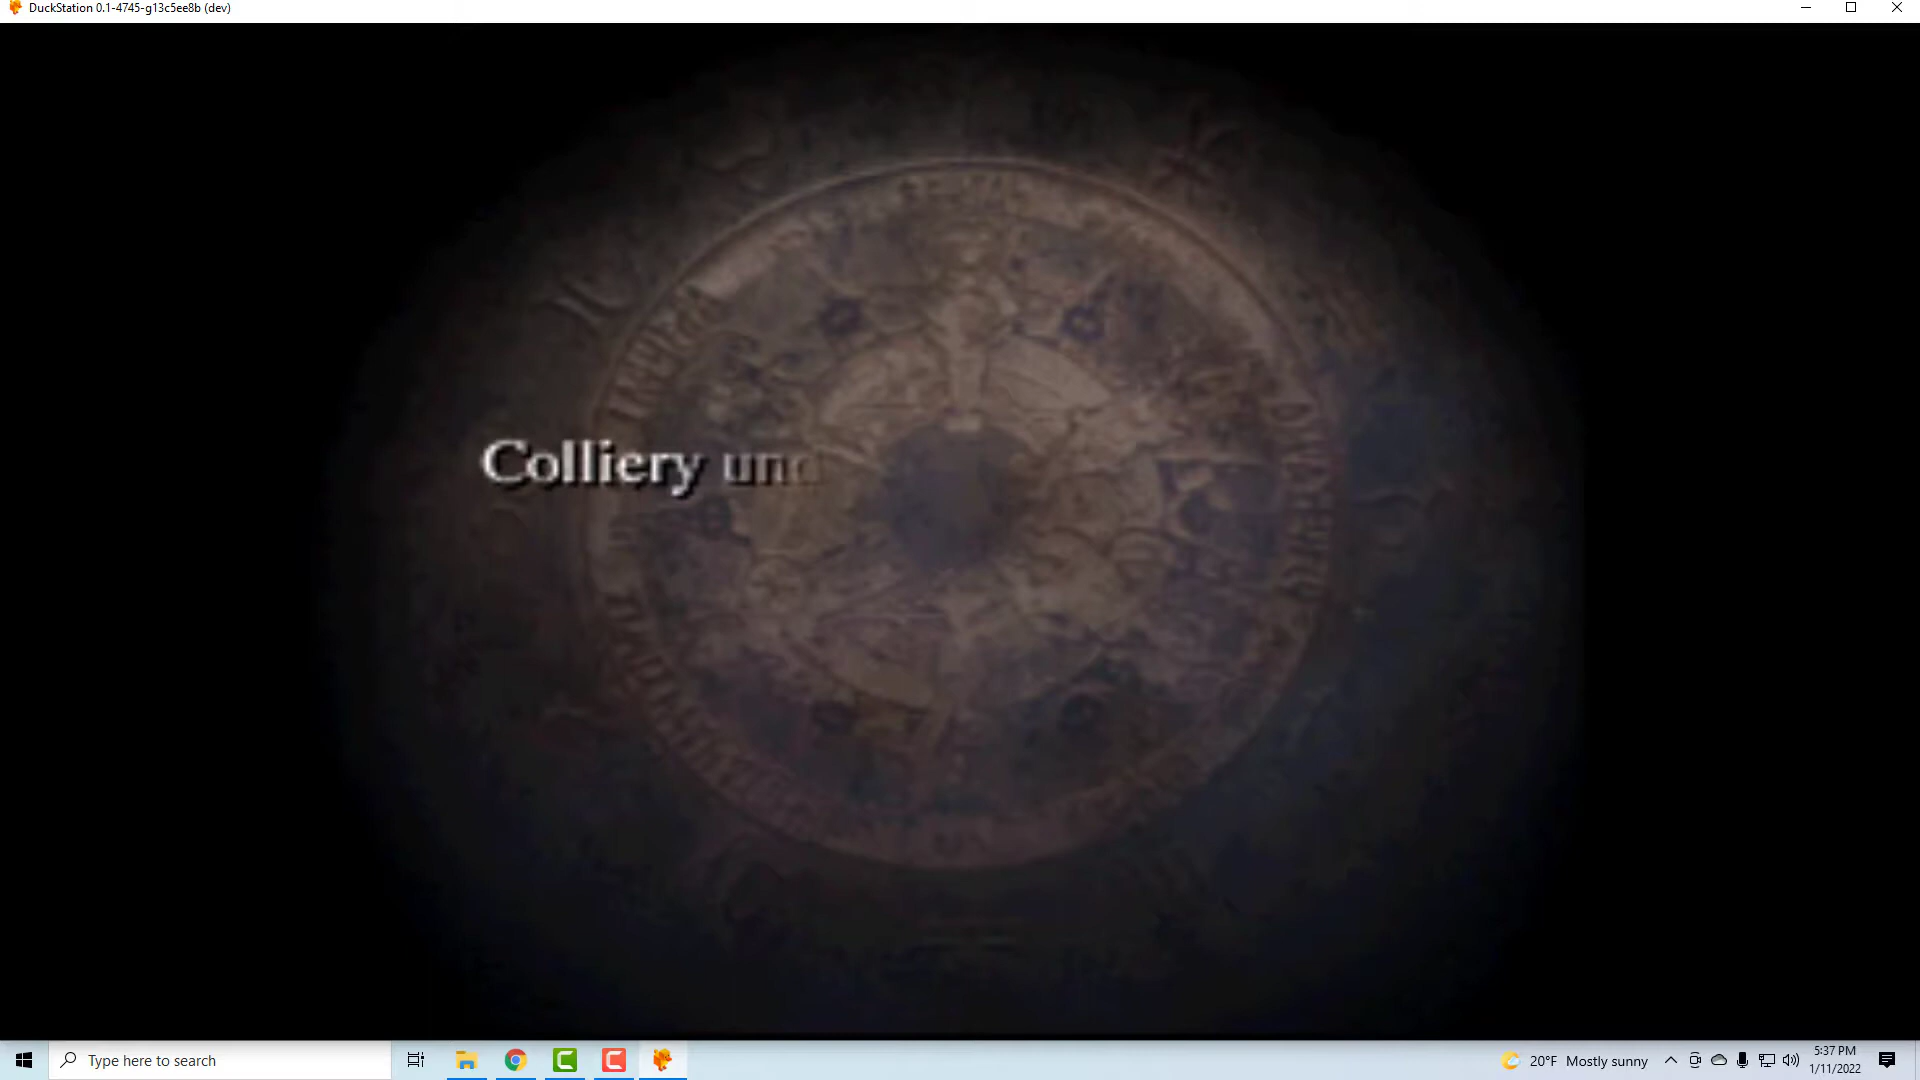 DuckStation 0.1-4745-g13c5ee8b (dev)
Colliery und
Type here to search
20°F Mostly sunny
5:37 PM
1/11/2022